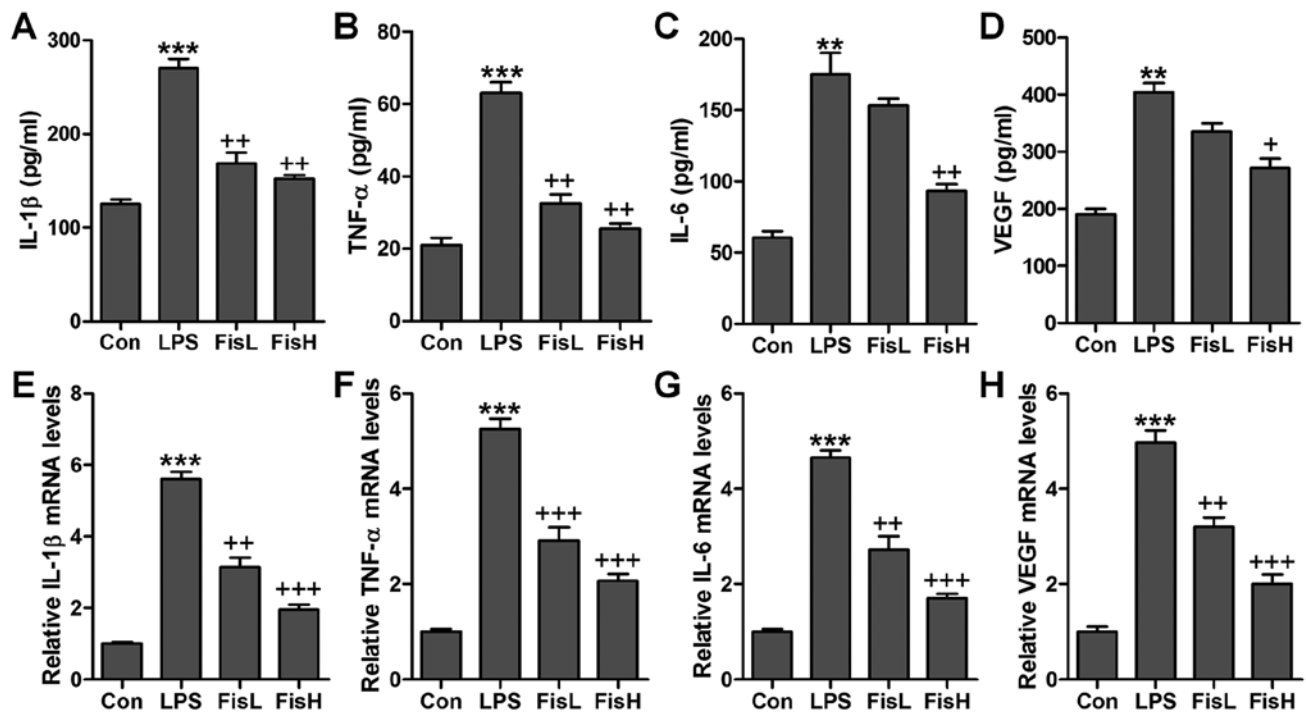 A
IL-1β (pg/ml)
300
200
100
0
***
++
++
Con LPS FisL FisH
B
TNF-α (pg/ml)
80
60
40
20
0
***
++
++
Con LPS FisL FisH
C
IL-6 (pg/ml)
200
150
100
50
0
**
++
Con LPS FisL FisH
D
VEGF (pg/ml)
500
400
300
200
100
0
**
+
Con LPS FisL FisH
E
Relative IL-1β mRNA levels
8
6
4
2
0
***
++
+++
Con LPS FisL FisH
F
Relative TNF-α mRNA levels
6
4
2
0
***
+++
+++
Con LPS FisL FisH
G
Relative IL-6 mRNA levels
6
4
2
0
***
++
+++
Con LPS FisL FisH
H
Relative VEGF mRNA levels
6
4
2
0
***
++
+++
Con LPS FisL FisH